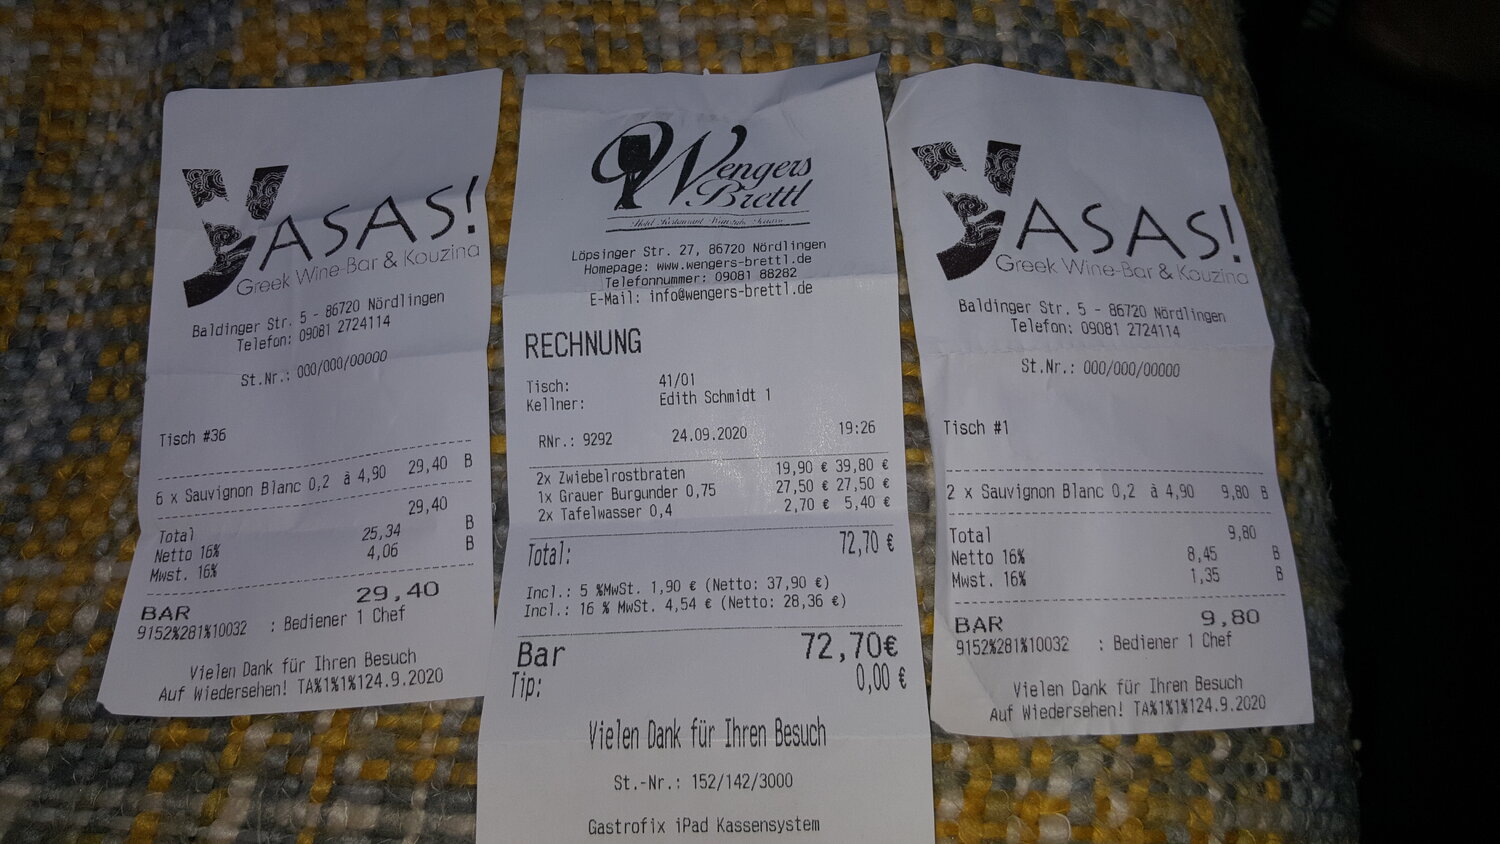 YASAS!
Greek Wine-Bar & Kouzina
Baldinger Str. 5 - 86720 Nördlingen
Telefon: 09081 2724114
St.Nr.: 000/000/00000
Tisch #36
6 x Sauvignon Blanc 0,2 à 4,90 29,40 B
Total 29,40
Netto 16% 25,34 B
Mwst. 16% 4,06 B
BAR 29,40
9152%281%10032 : Bediener 1 Chef
Vielen Dank für Ihren Besuch
Auf Wiedersehen! TA%1%1%124.9.2020
Wengers
Brettl
Hotel Restaurant
Löpsinger Str. 27, 86720 Nördlingen
Homepage: www.wengers-brettl.de
Telefonnummer: 09081 88282
E-Mail: info@wengers-brettl.de
RECHNUNG
Tisch: 41/01
Kellner: Edith Schmidt 1
RNr.: 9292 24.09.2020 19:26
2x Zwiebelrostbraten 19,90 € 39,80 €
1x Grauer Burgunder 0,75 27,50 € 27,50 €
2x Tafelwasser 0,4 2,70 € 5,40 €
Total: 72,70 €
Incl.: 5 %MwSt. 1,90 € (Netto: 37,90 €)
Incl.: 16 % MwSt. 4,54 € (Netto: 28,36 €)
Bar 72,70€
Tip: 0,00 €
Vielen Dank für Ihren Besuch
St.-Nr.: 152/142/3000
Gastrofix iPad Kassensystem
YASAS!
Greek Wine-Bar & Kouzina
Baldinger Str. 5 - 86720 Nördlingen
Telefon: 09081 2724114
St.Nr.: 000/000/00000
Tisch #1
2 x Sauvignon Blanc 0,2 à 4,90 9,80 B
Total 9,80
Netto 16% 8,45 B
Mwst. 16% 1,35 B
BAR 9,80
9152%281%10032 : Bediener 1 Chef
Vielen Dank für Ihren Besuch
Auf Wiedersehen! TA%1%1%124.9.2020